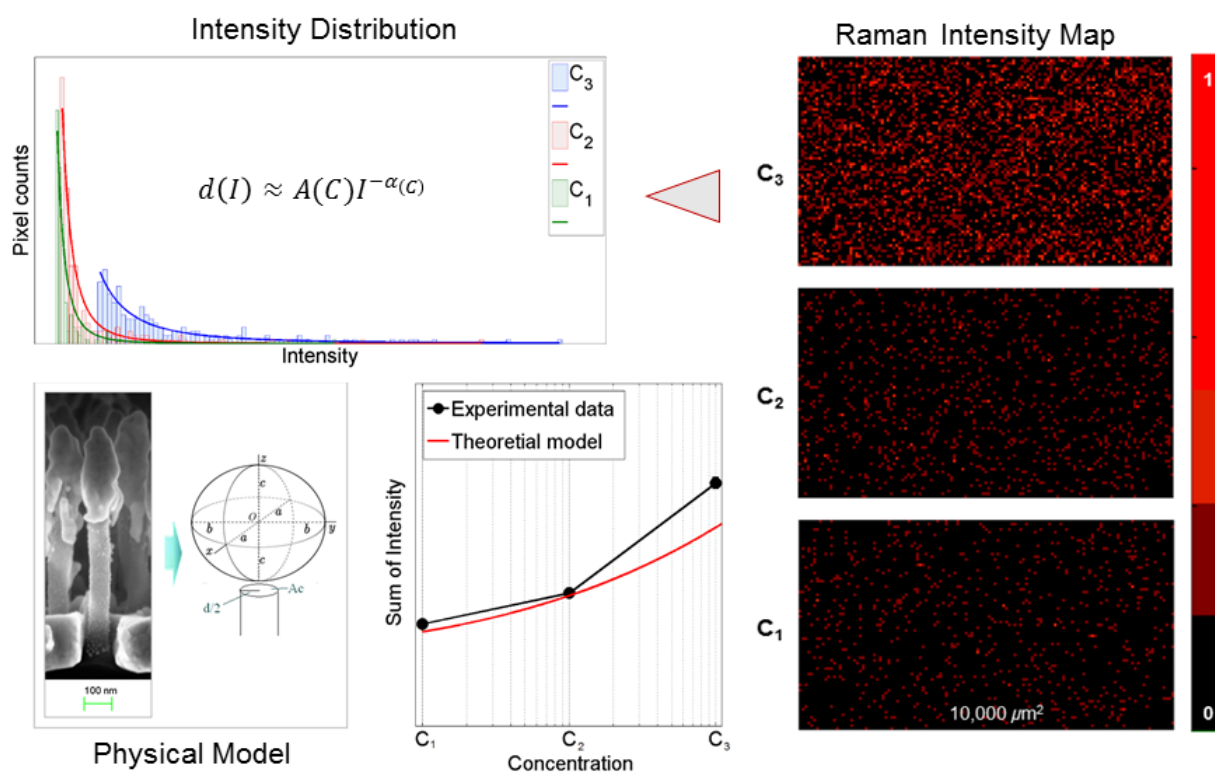 Intensity Distribution
Pixel counts
d(I) ≈ A(C)I^{-α(C)}
C₃
C₂
C₁
Intensity
Raman Intensity Map
C₃
C₂
C₁
10,000 µm²
1
0
100 nm
z
c
a
b
O
b
y
x
a
c
Ac
d/2
Physical Model
Experimental data
Theoretial model
Sum of Intensity
C₁ C₂ C₃
Concentration